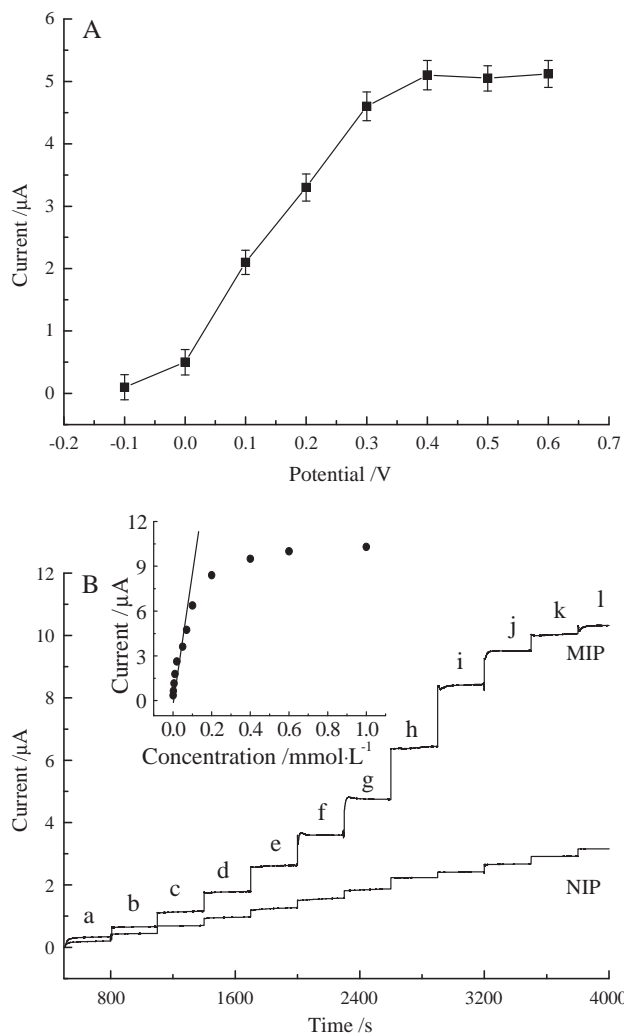 A
6
5
4
3
2
1
0
Current /μA
-0.2 -0.1 0.0 0.1 0.2 0.3 0.4 0.5 0.6 0.7
Potential /V
B
12
9
6
3
0
Current /μA
0.0 0.2 0.4 0.6 0.8 1.0
Concentration /mmol·L⁻¹
12
10
8
6
4
2
0
Current /μA
a b c d e f g h i j k l
MIP
NIP
800 1600 2400 3200 4000
Time /s